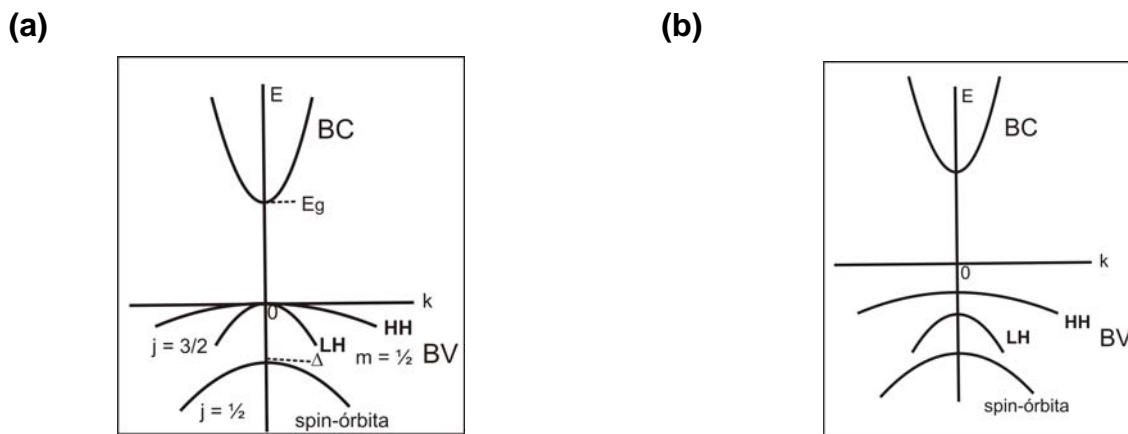 (a)
E
BC
Eg
0
k
j = 3/2
LH
HH
m = ½
BV
Δ
j = ½
spin-órbita
(b)
E
BC
0
k
HH
LH
BV
spin-órbita